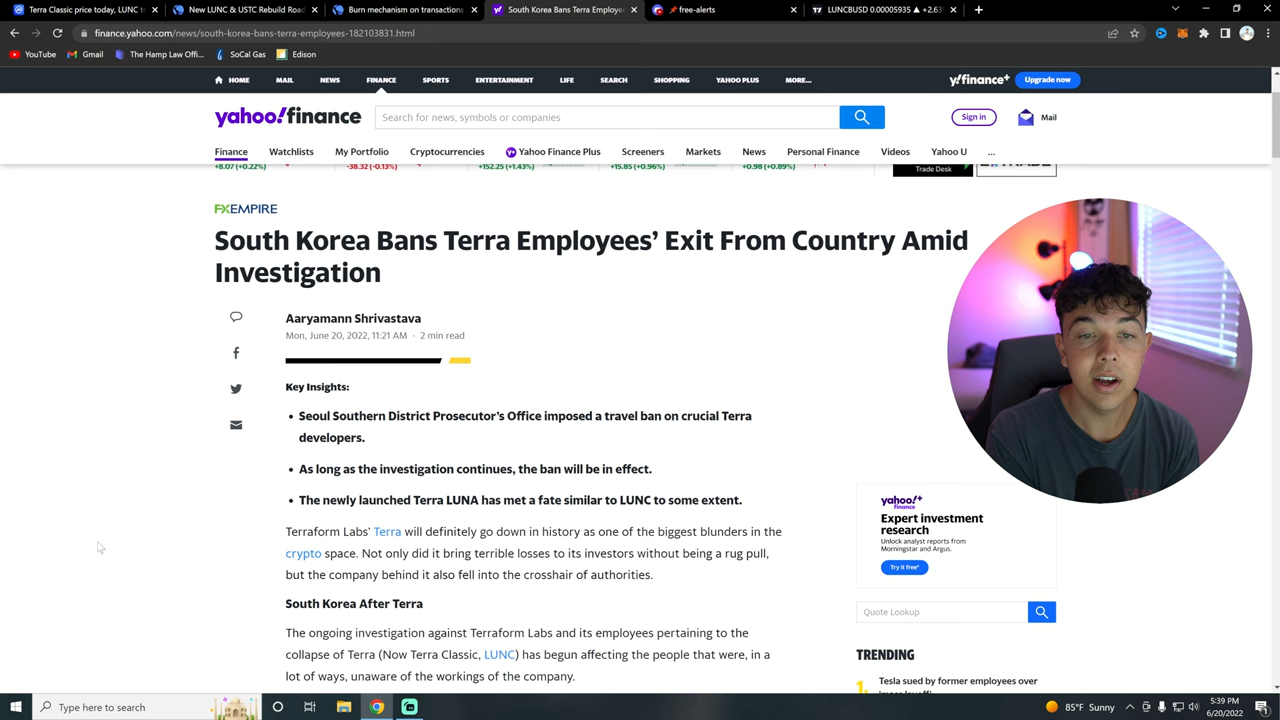 Terra Classic price today, LUNC to
New LUNC & USTC Rebuild Road
Burn mechanism on transactions
South Korea Bans Terra Employees'
free-alerts
LUNCBUSD 0.00005935 ▲ +2.63
finance.yahoo.com/news/south-korea-bans-terra-employees-182103831.html
YouTube
Gmail
The Hamp Law Offi...
SoCal Gas
Edison
HOME MAIL NEWS FINANCE SPORTS ENTERTAINMENT LIFE SEARCH SHOPPING YAHOO PLUS MORE...
y!finance+
Upgrade now
yahoo!finance
Search for news, symbols or companies
Sign in
Mail
Finance Watchlists My Portfolio Cryptocurrencies Yahoo Finance Plus Screeners Markets News Personal Finance Videos Yahoo U ...
+8.07 (+0.22%) -38.32 (-0.13%) +152.25 (+1.43%) +15.85 (+0.96%) +0.98 (+0.89%)
Trade Desk
FXEMPIRE
South Korea Bans Terra Employees’ Exit From Country Amid
Investigation
Aaryamann Shrivastava
Mon, June 20, 2022, 11:21 AM · 2 min read
Key Insights:
• Seoul Southern District Prosecutor’s Office imposed a travel ban on crucial Terra
developers.
• As long as the investigation continues, the ban will be in effect.
• The newly launched Terra LUNA has met a fate similar to LUNC to some extent.
Terraform Labs’ Terra will definitely go down in history as one of the biggest blunders in the
crypto space. Not only did it bring terrible losses to its investors without being a rug pull,
but the company behind it also fell into the crosshair of authorities.
South Korea After Terra
The ongoing investigation against Terraform Labs and its employees pertaining to the
collapse of Terra (Now Terra Classic, LUNC) has begun affecting the people that were, in a
lot of ways, unaware of the workings of the company.
yahoo!+
finance
Expert investment
research
Unlock analyst reports from
Morningstar and Argus.
Try it free*
Quote Lookup
TRENDING
1.
Tesla sued by former employees over
Type here to search
85°F Sunny
5:39 PM
6/20/2022
1